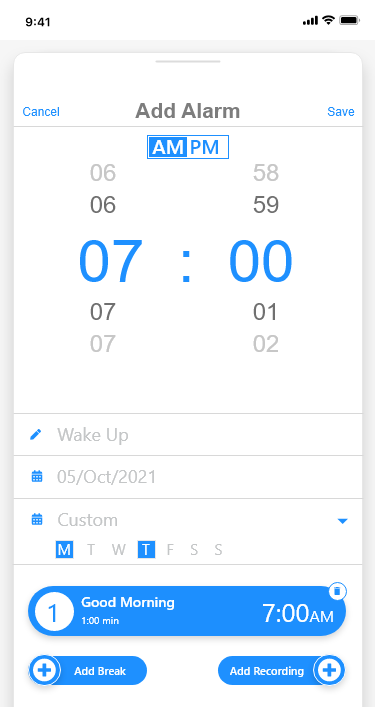 9:41
Cancel Add Alarm Save
AM PM
06 58
06 59
07 : 00
07 01
07 02
Wake Up
05/Oct/2021
Custom
M T W T F S S
1 Good Morning 7:00AM
1:00 min
Add Break Add Recording